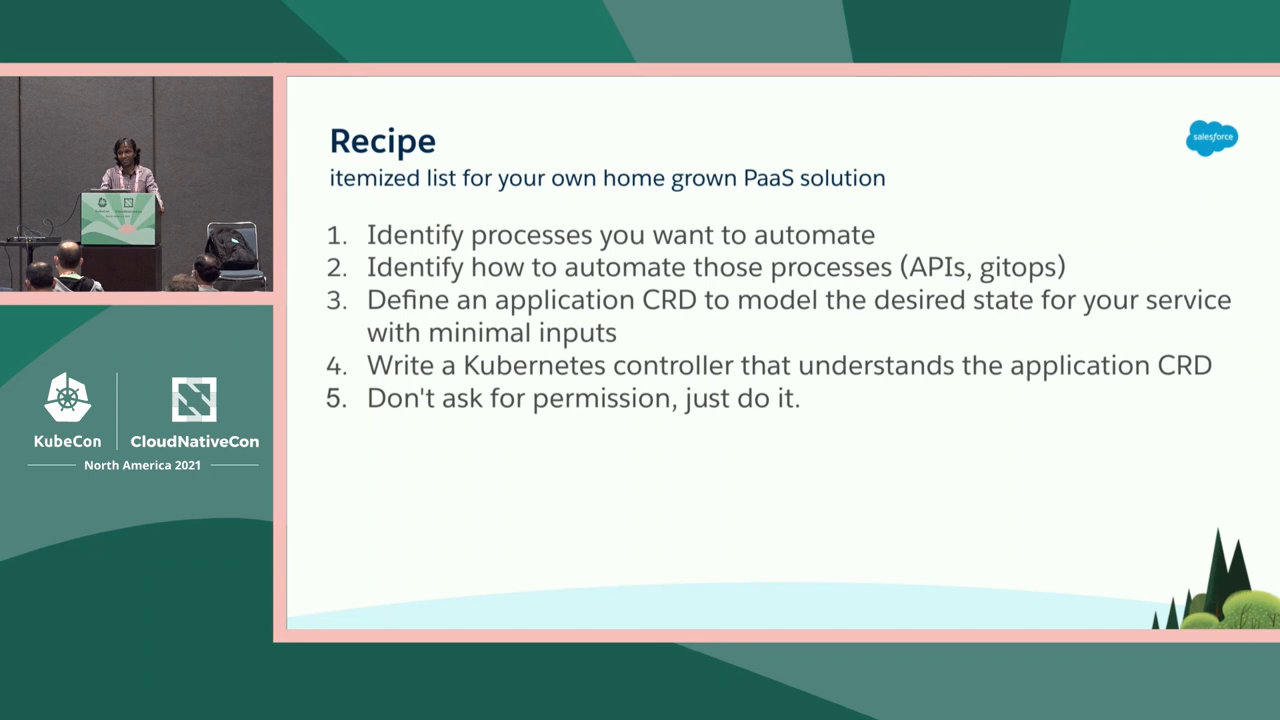 Recipe
itemized list for your own home grown PaaS solution
salesforce
1. Identify processes you want to automate
2. Identify how to automate those processes (APIs, gitops)
3. Define an application CRD to model the desired state for your service
with minimal inputs
4. Write a Kubernetes controller that understands the application CRD
5. Don't ask for permission, just do it.
KubeCon
CloudNativeCon
North America 2021